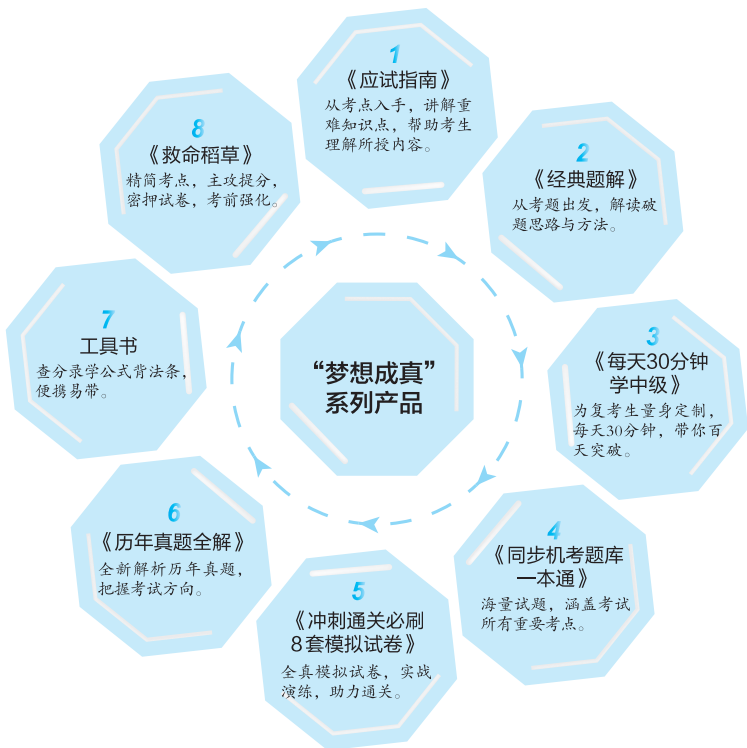 1
《应试指南》
从考点入手，讲解重
难知识点，帮助考生
理解所授内容。
2
《经典题解》
从考题出发，解读破
题思路与方法。
3
《每天30分钟
学中级》
为复考生量身定制，
每天30分钟，带你百
天突破。
4
《同步机考题库
一本通》
海量试题，涵盖考试
所有重要考点。
5
《冲刺通关必刷
8套模拟试卷》
全真模拟试卷，实战
演练，助力通关。
6
《历年真题全解》
全新解析历年真题，
把握考试方向。
7
工具书
查分录学公式背法条，
便携易带。
8
《救命稻草》
精简考点，主攻提分，
密押试卷，考前强化。
“梦想成真”
系列产品